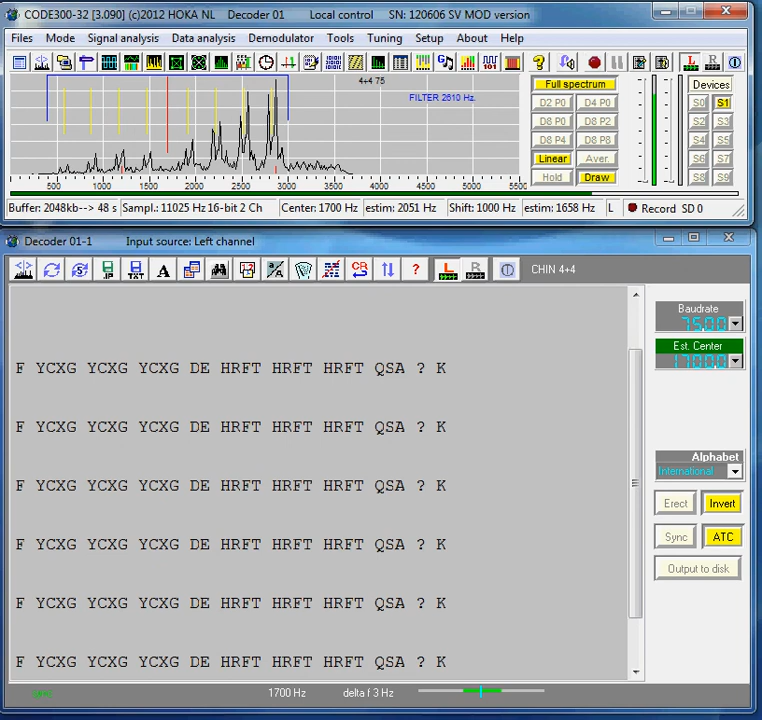 CODE300-32 [3.090] (c)2012 HOKA NL Decoder 01 Local control SN: 120606 SV MOD version
Files Mode Signal analysis Data analysis Demodulator Tools Tuning Setup About Help
4+4 75
FILTER 2610 Hz.
500 1000 1500 2000 2500 3000 3500 4000 4500 5000 5500
Full spectrum
D2 P0 D4 P0
D8 P0 D8 P2
D8 P4 D8 P8
Linear Aver.
Hold Draw
Devices
S0 S1
S2 S3
S4 S5
S6 S7
S8 S9
Buffer: 2048kb--> 48 s Sampl.: 11025 Hz 16-bit 2 Ch Center: 1700 Hz estim: 2051 Hz Shift: 1000 Hz estim: 1658 Hz L Record SD 0
Decoder 01-1 Input source: Left channel
CHIN 4+4
F YCXG YCXG YCXG DE HRFT HRFT HRFT QSA ? K
F YCXG YCXG YCXG DE HRFT HRFT HRFT QSA ? K
F YCXG YCXG YCXG DE HRFT HRFT HRFT QSA ? K
F YCXG YCXG YCXG DE HRFT HRFT HRFT QSA ? K
F YCXG YCXG YCXG DE HRFT HRFT HRFT QSA ? K
F YCXG YCXG YCXG DE HRFT HRFT HRFT QSA ? K
Baudrate
75.00
Est. Center
1700.0
Alphabet
International
Erect Invert
Sync ATC
Output to disk
1700 Hz delta f 3 Hz